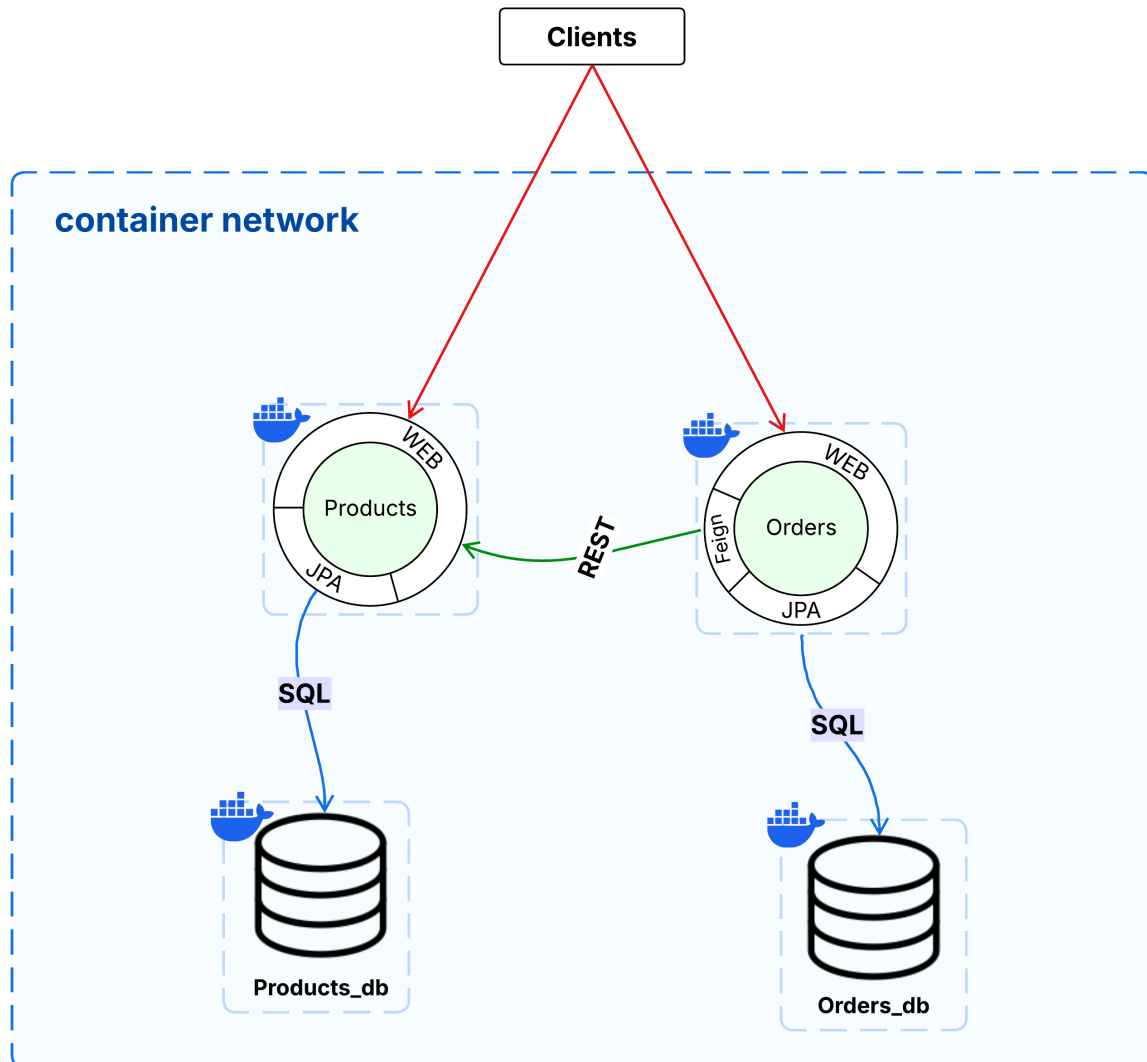 Clients
container network
WEB
Products
JPA
WEB
Orders
Feign
JPA
REST
SQL
SQL
Products_db
Orders_db